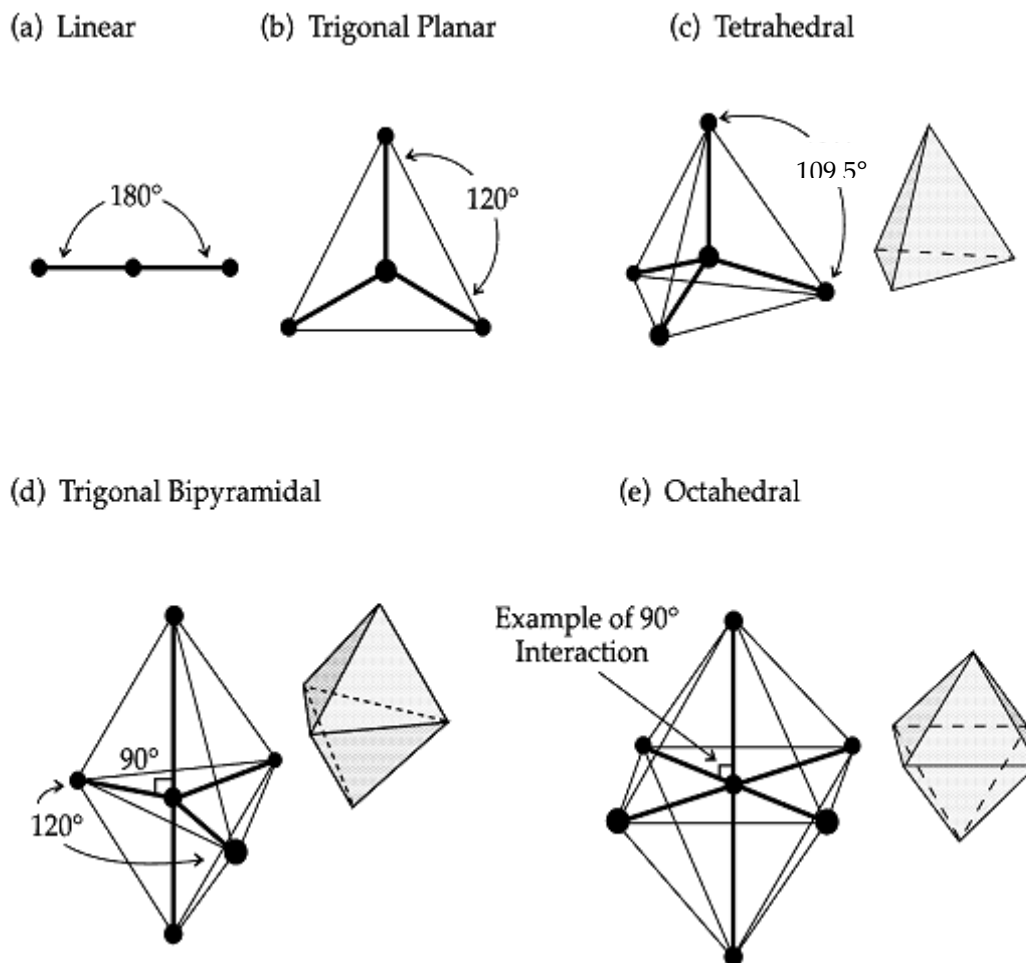 (a) Linear
(b) Trigonal Planar
(c) Tetrahedral
180°
120°
109.5°
(d) Trigonal Bipyramidal
(e) Octahedral
90°
120°
Example of 90°
Interaction